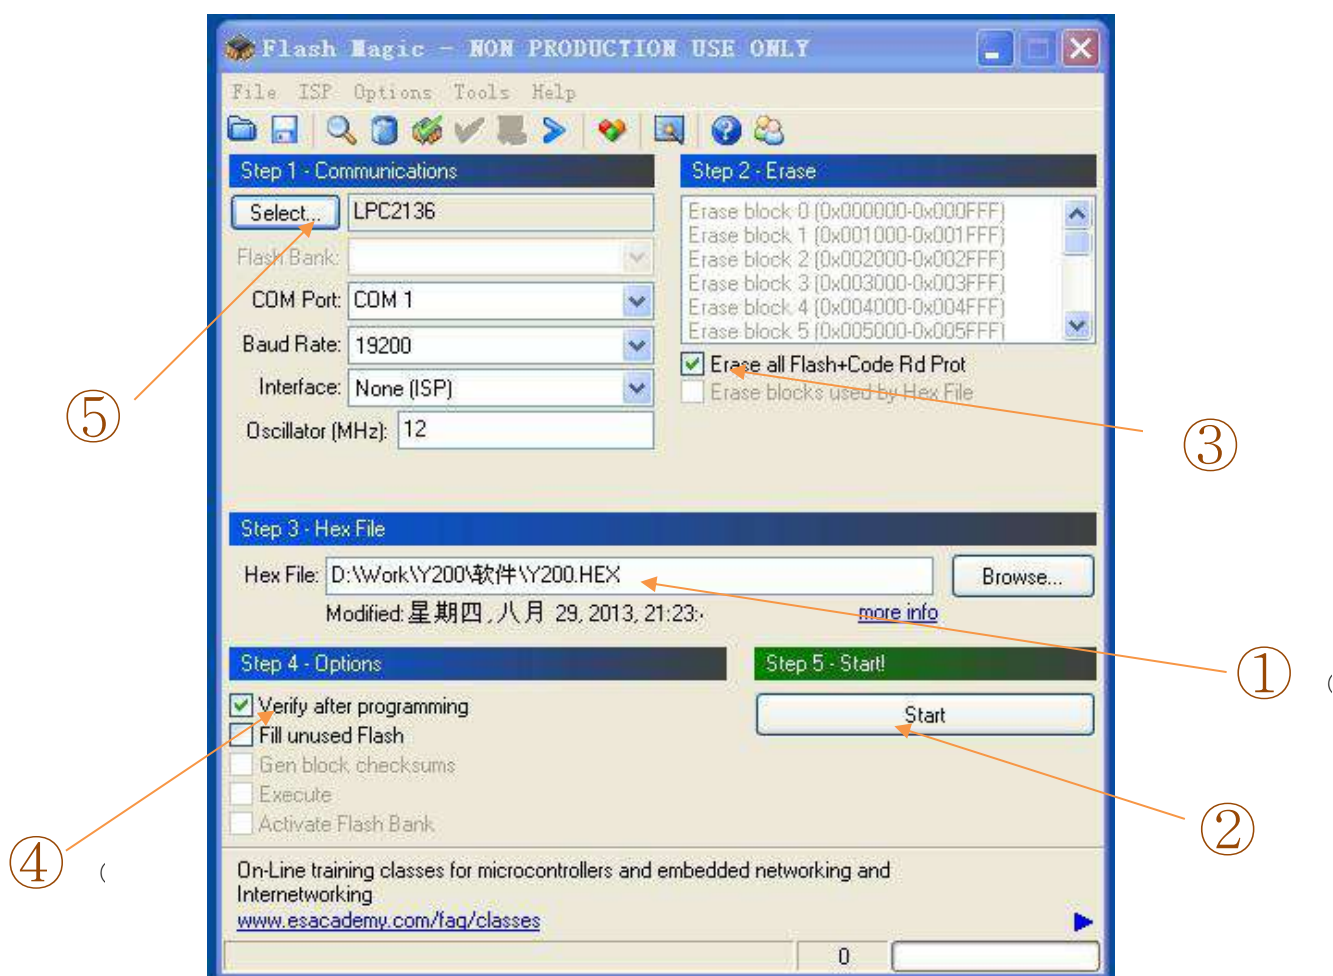 Flash Magic - NON PRODUCTION USE ONLY
File ISP Options Tools Help
Step 1 - Communications
Select... LPC2136
Flash Bank:
COM Port: COM 1
Baud Rate: 19200
Interface: None (ISP)
Oscillator (MHz): 12
Step 2 - Erase
Erase block 0 (0x000000-0x000FFF)
Erase block 1 (0x001000-0x001FFF)
Erase block 2 (0x002000-0x002FFF)
Erase block 3 (0x003000-0x003FFF)
Erase block 4 (0x004000-0x004FFF)
Erase block 5 (0x005000-0x005FFF)
Erase all Flash+Code Rd Prot
Erase blocks used by Hex File
⑤
③
Step 3 - Hex File
Hex File: D:\Work\Y200\软件\Y200.HEX Browse...
Modified: 星期四, 八月 29, 2013, 21:23:
more info
①
(
Step 4 - Options
Verify after programming
Fill unused Flash
Gen block checksums
Execute
Activate Flash Bank
Step 5 - Start!
Start
②
④ (
On-Line training classes for microcontrollers and embedded networking and
Internetworking
www.esacademy.com/faq/classes
0